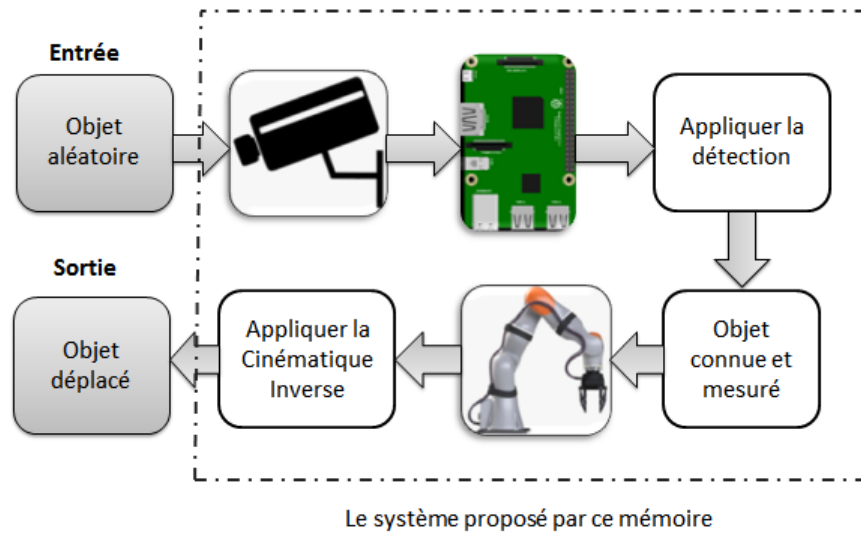 Entrée
Objet
aléatoire
Appliquer la
détection
Sortie
Objet
déplacé
Appliquer la
Cinématique
Inverse
Objet
connue et
mesuré
Le système proposé par ce mémoire